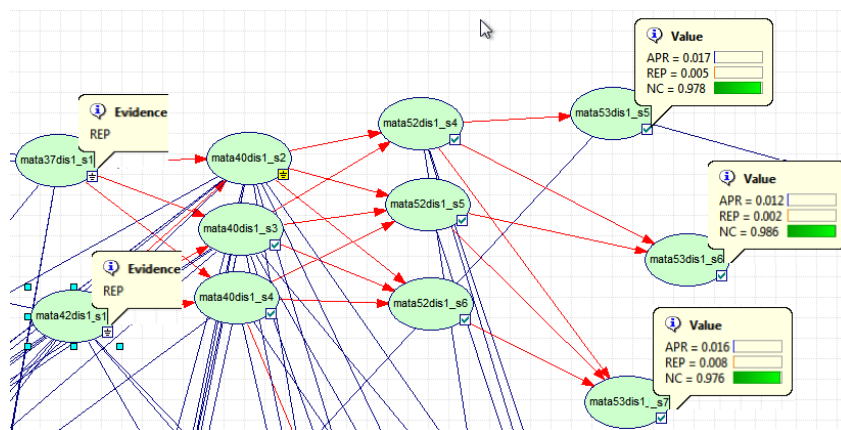 Value
APR = 0.017
REP = 0.005
NC = 0.978
Evidence
REP
mata37dis1_s1
mata40dis1_s2
mata52dis1_s4
mata53dis1_s5
mata40dis1_s3
mata52dis1_s5
Value
APR = 0.012
REP = 0.002
NC = 0.986
mata53dis1_s6
Evidence
REP
mata42dis1_s1
mata40dis1_s4
mata52dis1_s6
Value
APR = 0.016
REP = 0.008
NC = 0.976
mata53dis1_s7